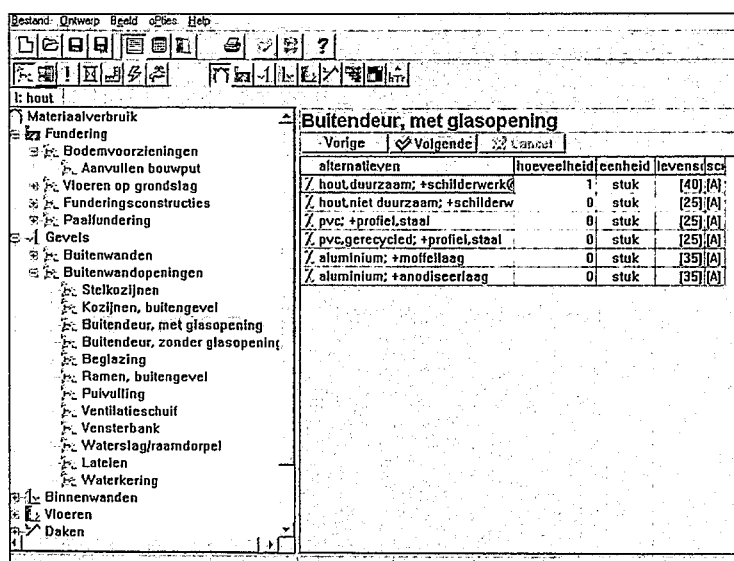 Bestand Ontwerp Beeld oPties Help
?
I: hout
Materiaalverbruik
Fundering
Bodemvoorzieningen
Aanvullen bouwput
Vloeren op grondslag
Funderingsconstructies
Paalfundering
Gevels
Buitenwanden
Buitenwandopeningen
Stelkozijnen
Kozijnen, buitengevel
Buitendeur, met glasopening
Buitendeur, zonder glasopening
Beglazing
Ramen, buitengevel
Puivulling
Ventilatieschuif
Vensterbank
Waterslag/raamdorpel
Lateien
Waterkering
Binnenwanden
Vloeren
Daken
Buitendeur, met glasopening
Vorige Volgende Cancel
alternatieven hoeveelheid eenheid levens sc
hout,duurzaam; +schilderwerk@ 1 stuk [40] [A]
hout,niet duurzaam; +schilderw 0 stuk [25] [A]
pvc; +profiel,staal 0 stuk [25] [A]
pvc,gerecycled; +profiel,staal 0 stuk [25] [A]
aluminium; +moffellaag 0 stuk [35] [A]
aluminium; +anodiseerlaag 0 stuk [35] [A]